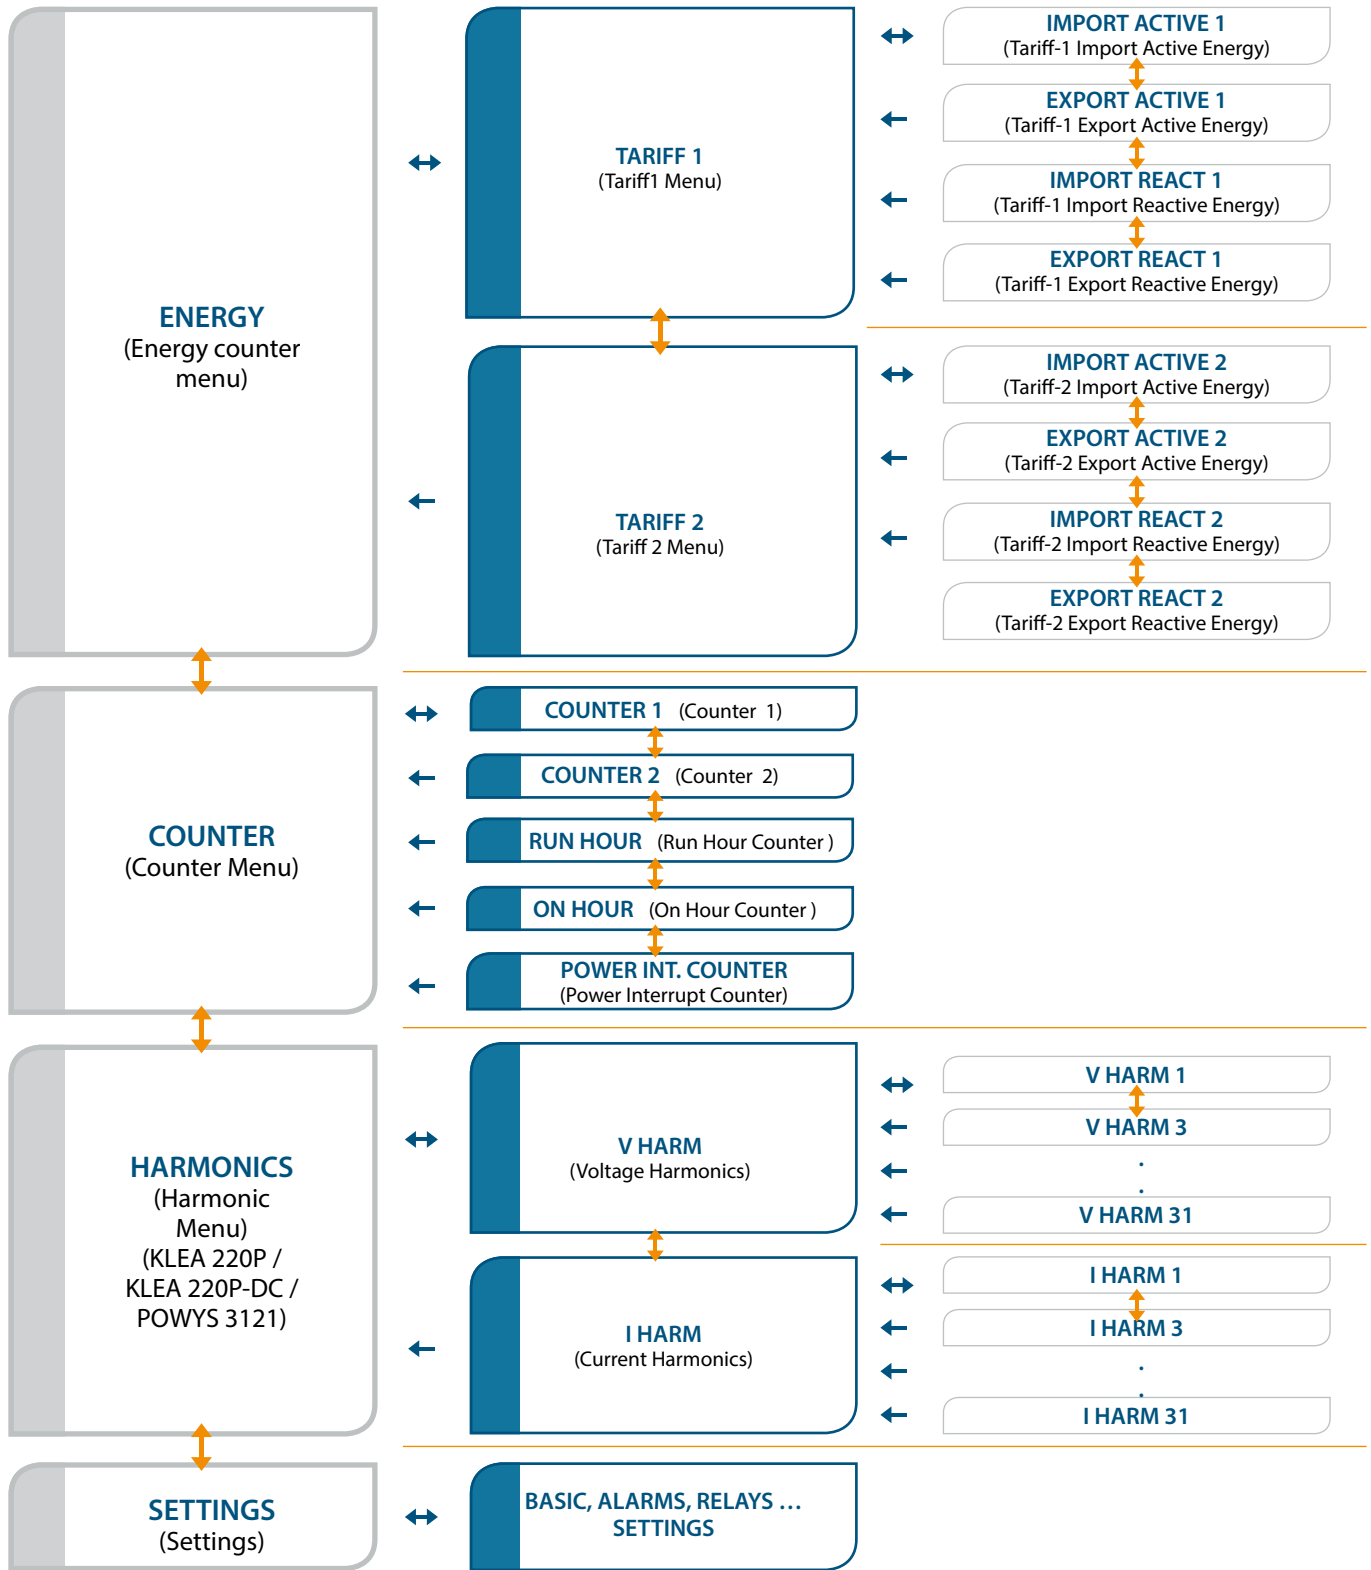 ENERGY
(Energy counter
menu)
TARIFF 1
(Tariff1 Menu)
IMPORT ACTIVE 1
(Tariff-1 Import Active Energy)
EXPORT ACTIVE 1
(Tariff-1 Export Active Energy)
IMPORT REACT 1
(Tariff-1 Import Reactive Energy)
EXPORT REACT 1
(Tariff-1 Export Reactive Energy)
TARIFF 2
(Tariff 2 Menu)
IMPORT ACTIVE 2
(Tariff-2 Import Active Energy)
EXPORT ACTIVE 2
(Tariff-2 Export Active Energy)
IMPORT REACT 2
(Tariff-2 Import Reactive Energy)
EXPORT REACT 2
(Tariff-2 Export Reactive Energy)
COUNTER
(Counter Menu)
COUNTER 1 (Counter 1)
COUNTER 2 (Counter 2)
RUN HOUR (Run Hour Counter )
ON HOUR (On Hour Counter )
POWER INT. COUNTER
(Power Interrupt Counter)
HARMONICS
(Harmonic
Menu)
(KLEA 220P /
KLEA 220P-DC /
POWYS 3121)
V HARM
(Voltage Harmonics)
V HARM 1
V HARM 3
.
.
V HARM 31
I HARM
(Current Harmonics)
I HARM 1
I HARM 3
.
.
I HARM 31
SETTINGS
(Settings)
BASIC, ALARMS, RELAYS …
SETTINGS